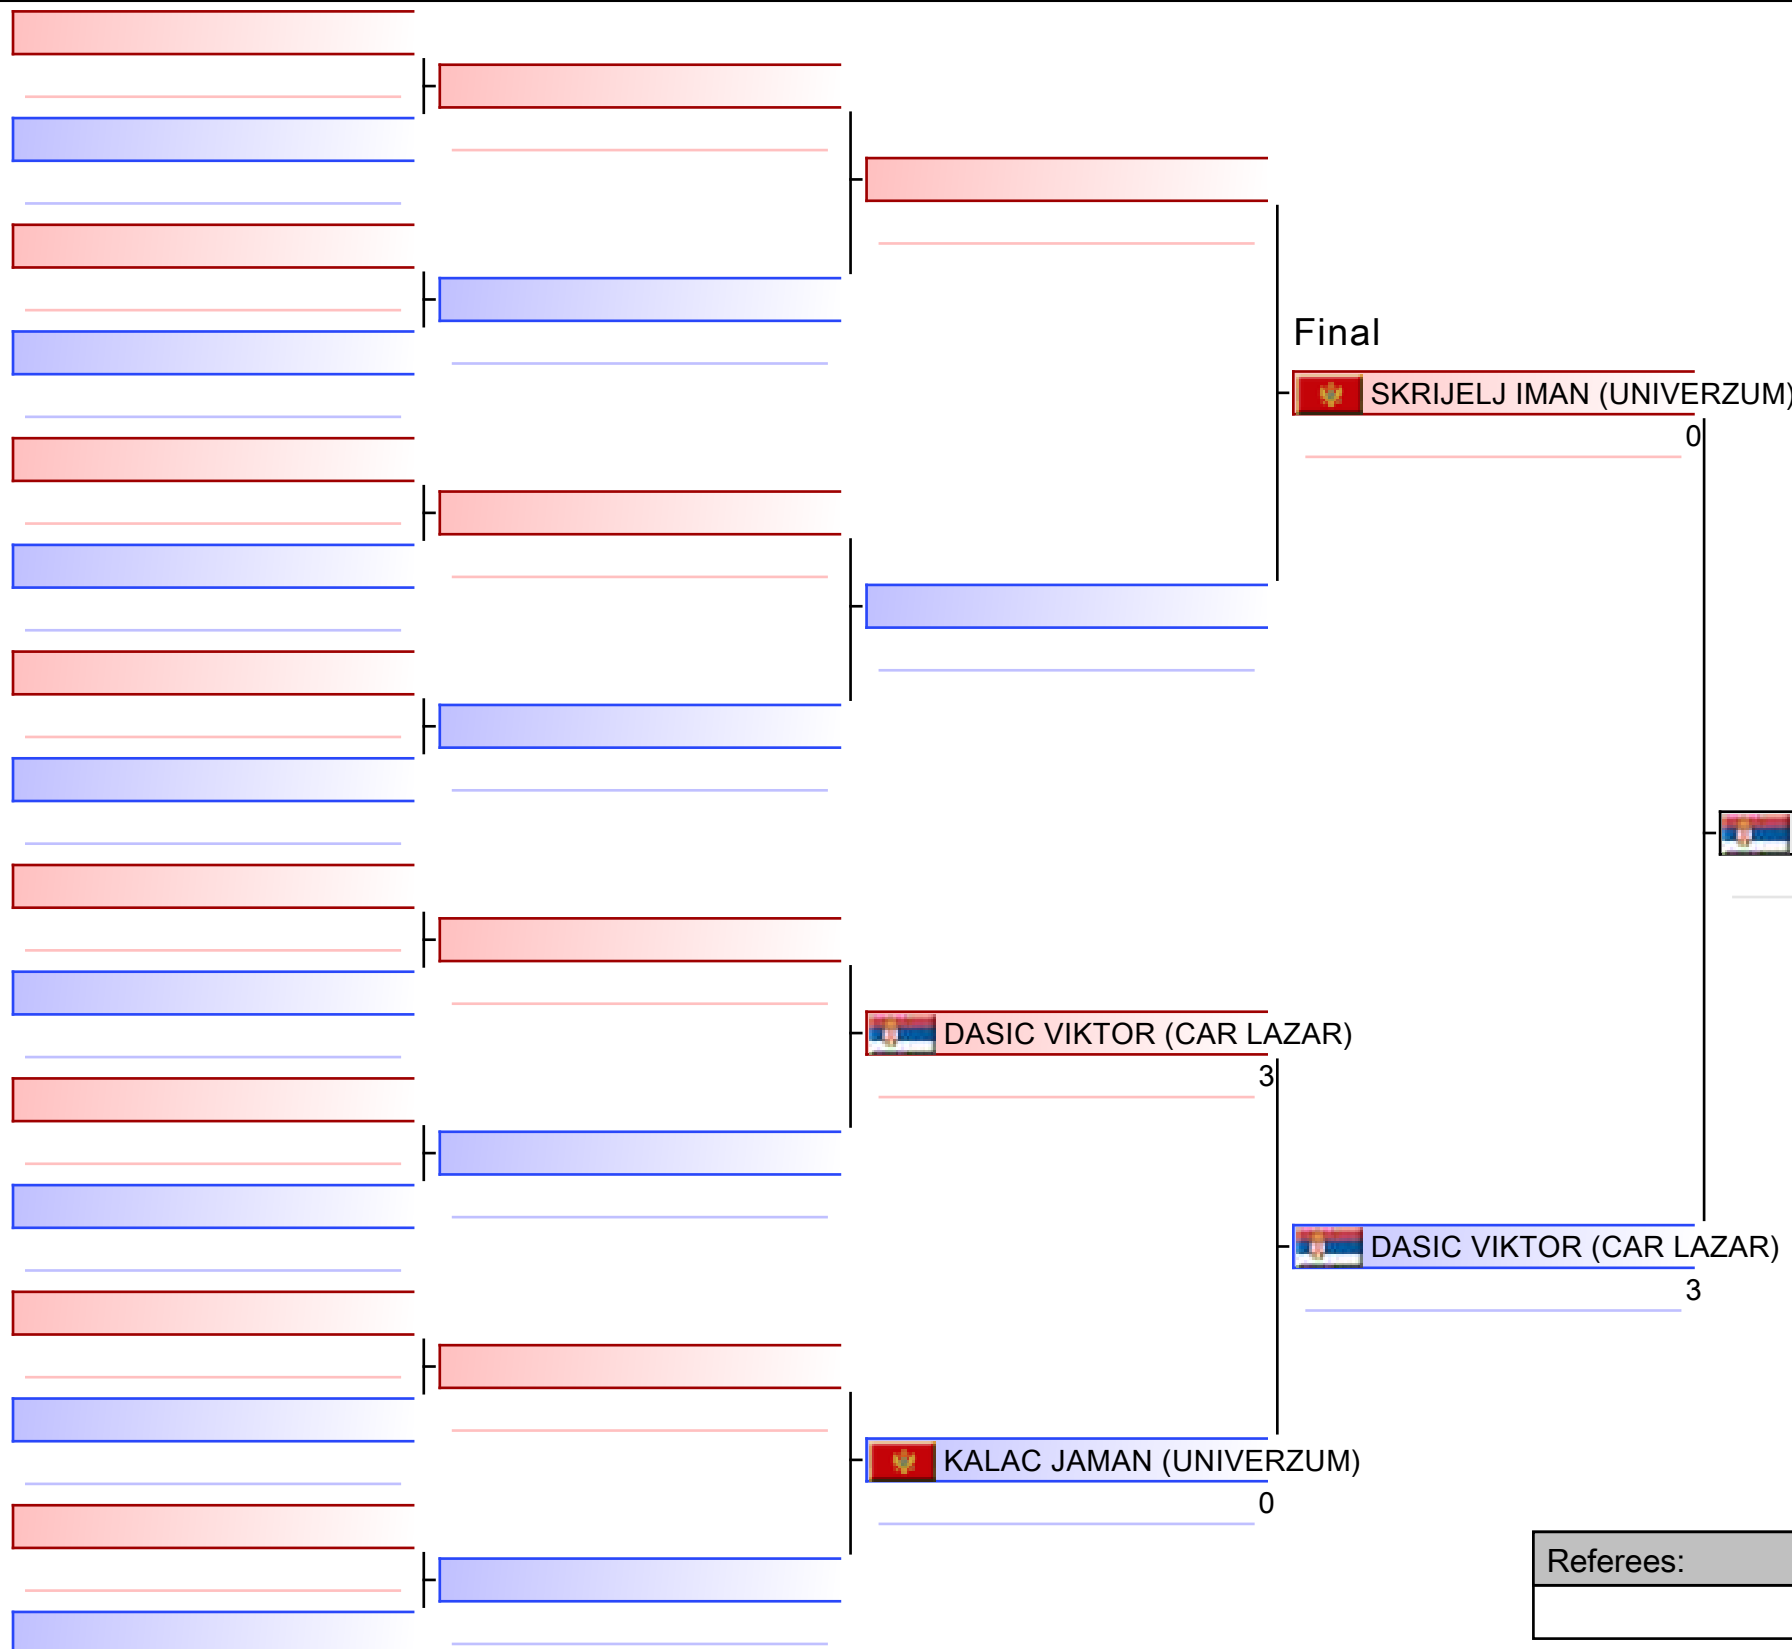 Final
SKRIJELJ IMAN (UNIVERZUM)
0
DASIC VIKTOR (CAR LAZAR)
3
DASIC VIKTOR (CAR LAZAR)
3
KALAC JAMAN (UNIVERZUM)
0
Referees: